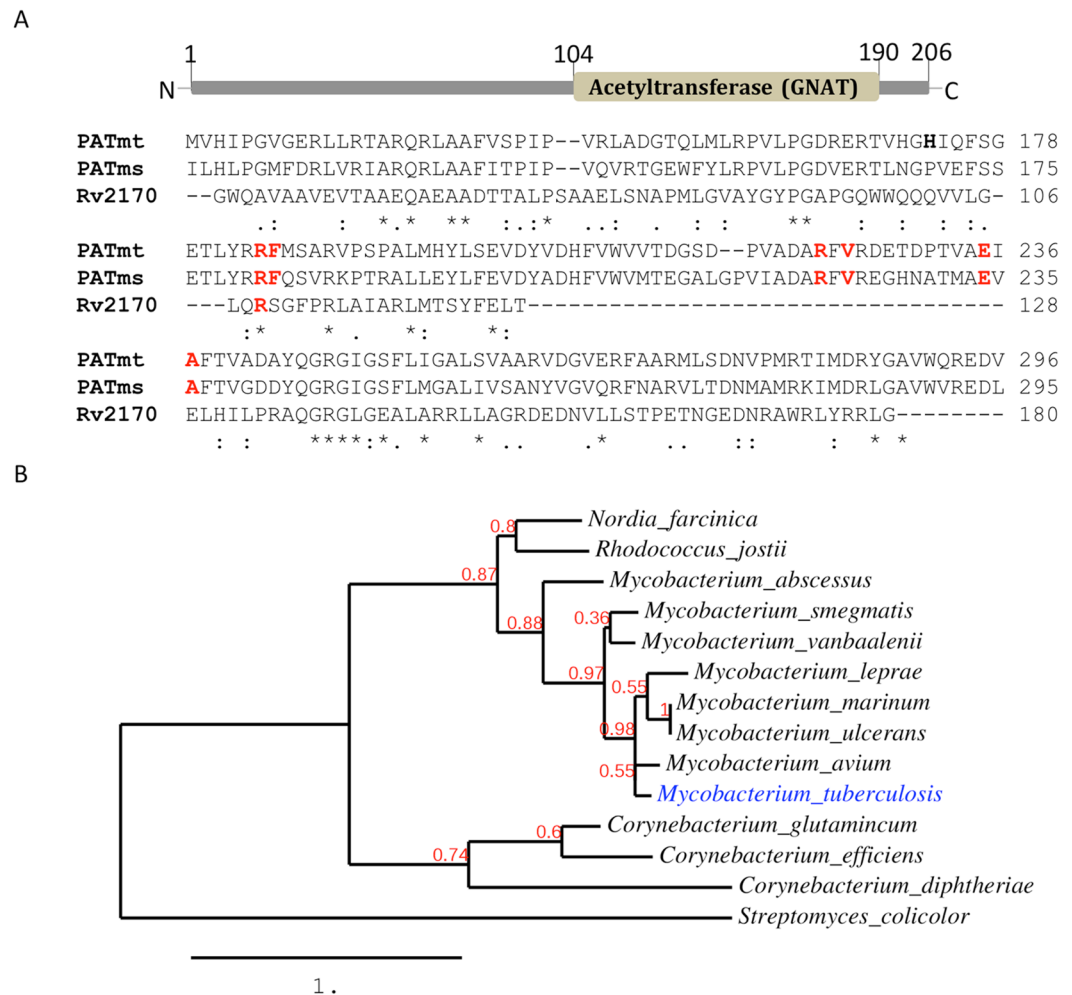 A
1 104 190 206
N Acetyltransferase (GNAT) C
PATmt MVHIPGVGERLLRTARQRLAAFVSPIP--VRLADGTQLMLRPVLPGDRERTVHGHIQFSG 178
PATms ILHLPGMFDRLVRIARQRLAAFLTPIP--VQVRTGEWFYLRPVLPGDVERTLNGPVEFSS 175
Rv2170 --GWQAVAAVEVTAAEQAEAADTTALPSAAELSNAPMLGVAYGYPGAPGQWWQQQVVLG- 106
.: : *.* ** :.:* : . : ** : . :.
PATmt ETLYRRFMSARVPSPALMHYLSEVDYVDHFVWVVTDGSD--PVADARFVRDETDPTVAEI 236
PATms ETLYRRFQSVRKPTRALLEYLFEVDYADHFVWVMTEGALGPVIADARFVREGHNATMAEV 235
Rv2170 ---LQRSGFPRLAIARLMTSYFELT----------------------------------- 128
:* * . *: *:
PATmt AFTVADAYQGRGIGSFLIGALSVAARVDGVERFAARMLSDNVPMRTIMDRYGAVWQREDV 296
PATms AFTVGDDYQGRGIGSFLMGALIVSANYVGVQRFNARVLTDNMAMRKIMDRLGAVWVREDL 295
Rv2170 ELHILPRAQGRGLGEALARRLLAGRDEDNVLLSTPETNGEDNRAWRLYRRLG-------- 180
: : ****:*. * * .. .* .. :: : * *
B
0.8 Nordia_farcinica
Rhodococcus_jostii
0.87 Mycobacterium_abscessus
0.36 Mycobacterium_smegmatis
0.88 Mycobacterium_vanbaalenii
0.97 Mycobacterium_leprae
0.55 Mycobacterium_marinum
1
0.98 Mycobacterium_ulcerans
0.55 Mycobacterium_avium
Mycobacterium_tuberculosis
0.6 Corynebacterium_glutamincum
0.74 Corynebacterium_efficiens
Corynebacterium_diphtheriae
Streptomyces_colicolor
1.